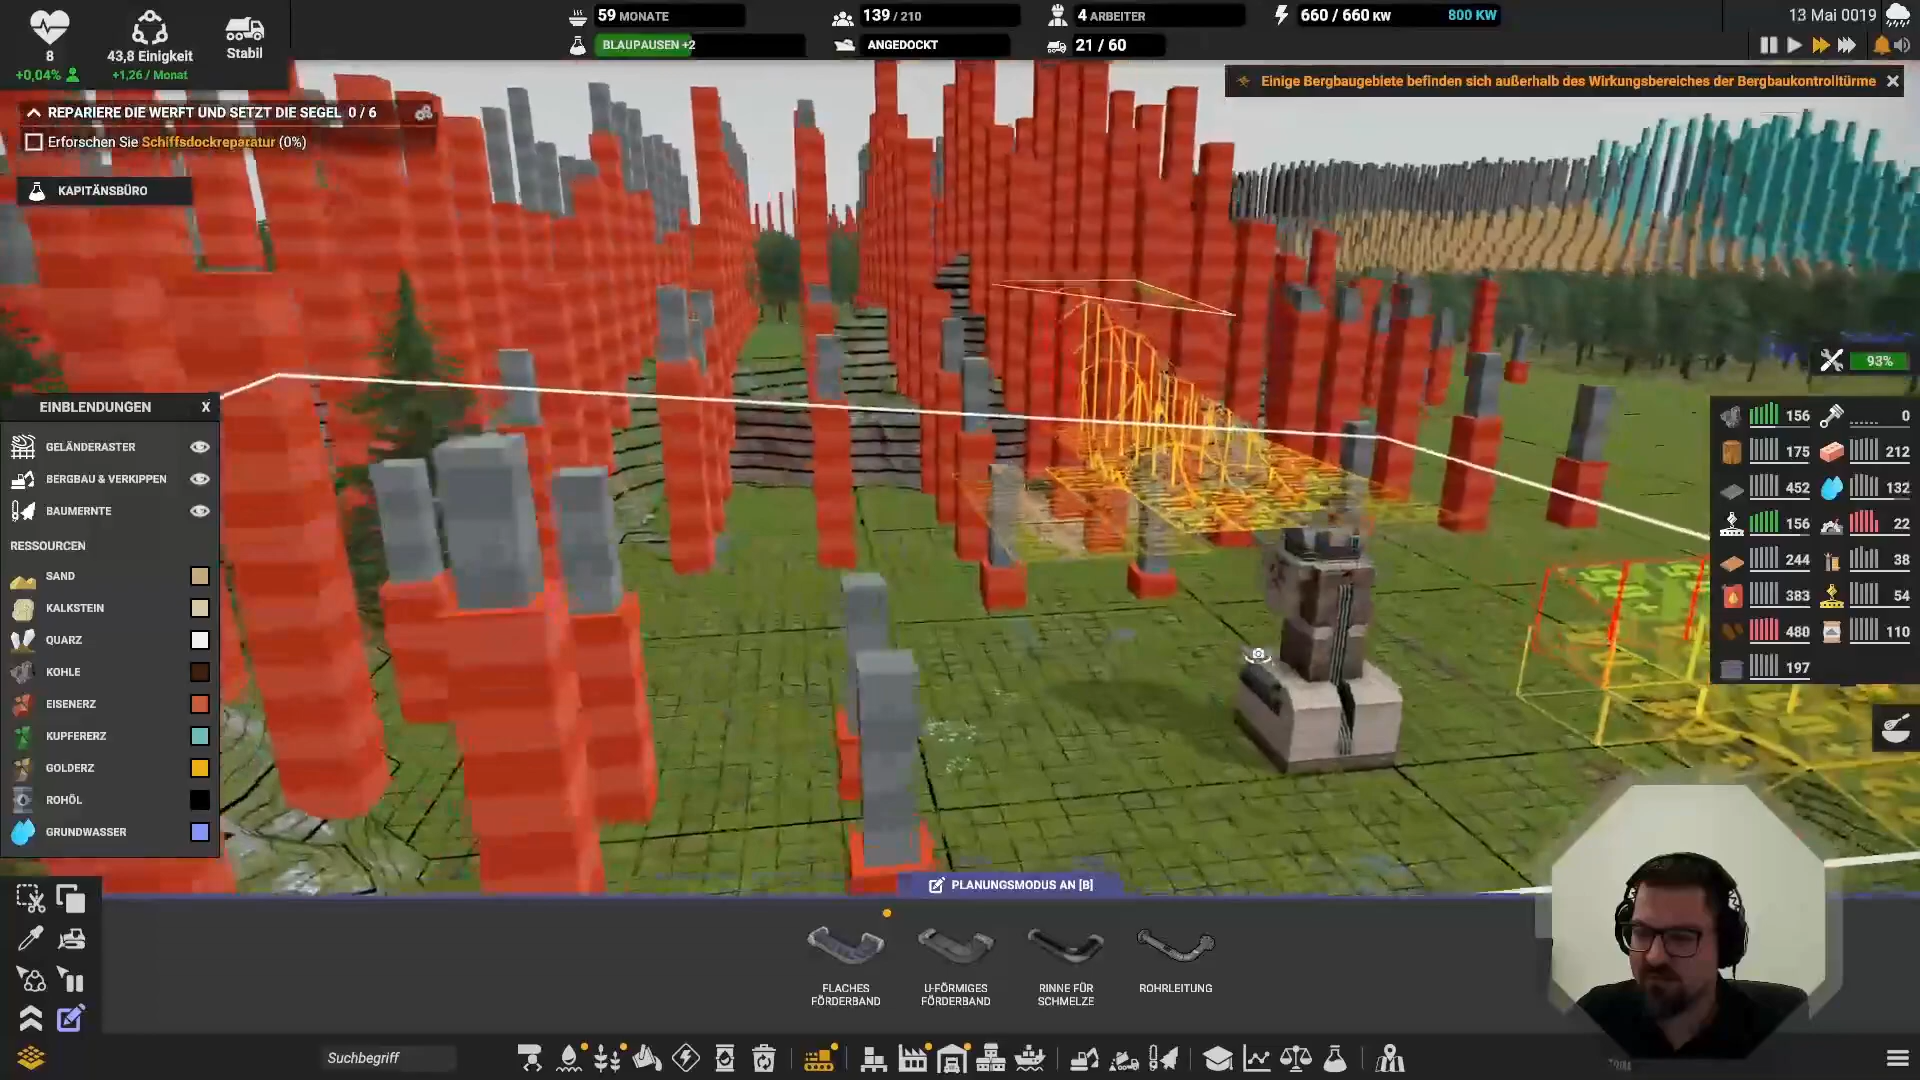 8
+0,04%
43,8 Einigkeit
+1,26 / Monat
Stabil
59 MONATE
BLAUPAUSEN +2
139 / 210
ANGEDOCKT
4 ARBEITER
21 / 60
660 / 660 KW
800 KW
13 Mai 0019
Einige Bergbaugebiete befinden sich außerhalb des Wirkungsbereiches der Bergbaukontrolltürme
REPARIERE DIE WERFT UND SETZT DIE SEGEL 0 / 6
Erforschen Sie Schiffsdockreparatur (0%)
KAPITÄNSBÜRO
93%
EINBLENDUNGEN X
GELÄNDERASTER
BERGBAU & VERKIPPEN
BAUMERNTE
RESSOURCEN
SAND
KALKSTEIN
QUARZ
KOHLE
EISENERZ
KUPFERERZ
GOLDERZ
ROHÖL
GRUNDWASSER
156 0
175 212
452 132
156 22
244 38
383 54
480 110
197
PLANUNGSMODUS AN [B]
FLACHES FÖRDERBAND
U-FÖRMIGES FÖRDERBAND
RINNE FÜR SCHMELZE
ROHRLEITUNG
Suchbegriff